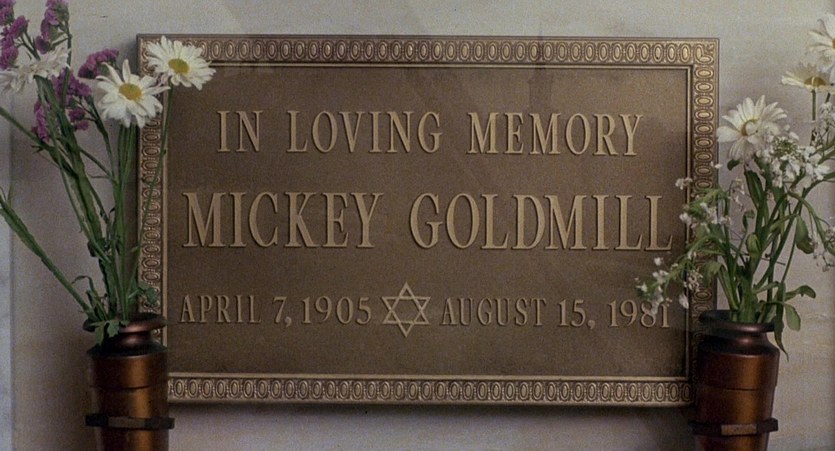 IN LOVING MEMORY
MICKEY GOLDMILL
APRIL 7, 1905 ✡ AUGUST 15, 1981